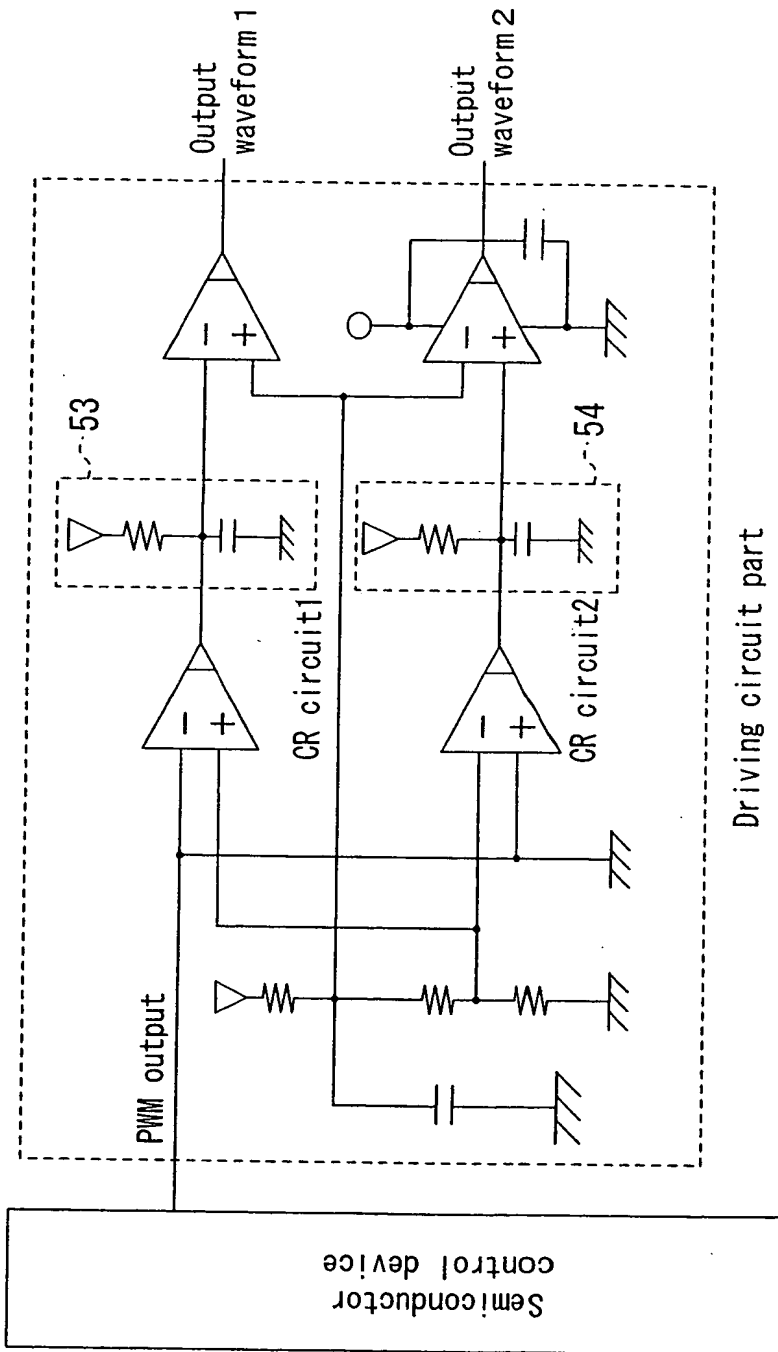 Semiconductor
control device
PWM output
CR circuit1
CR circuit2
53
54
−
+
−
+
−
+
−
+
Output
waveform 1
Output
waveform 2
Driving circuit part